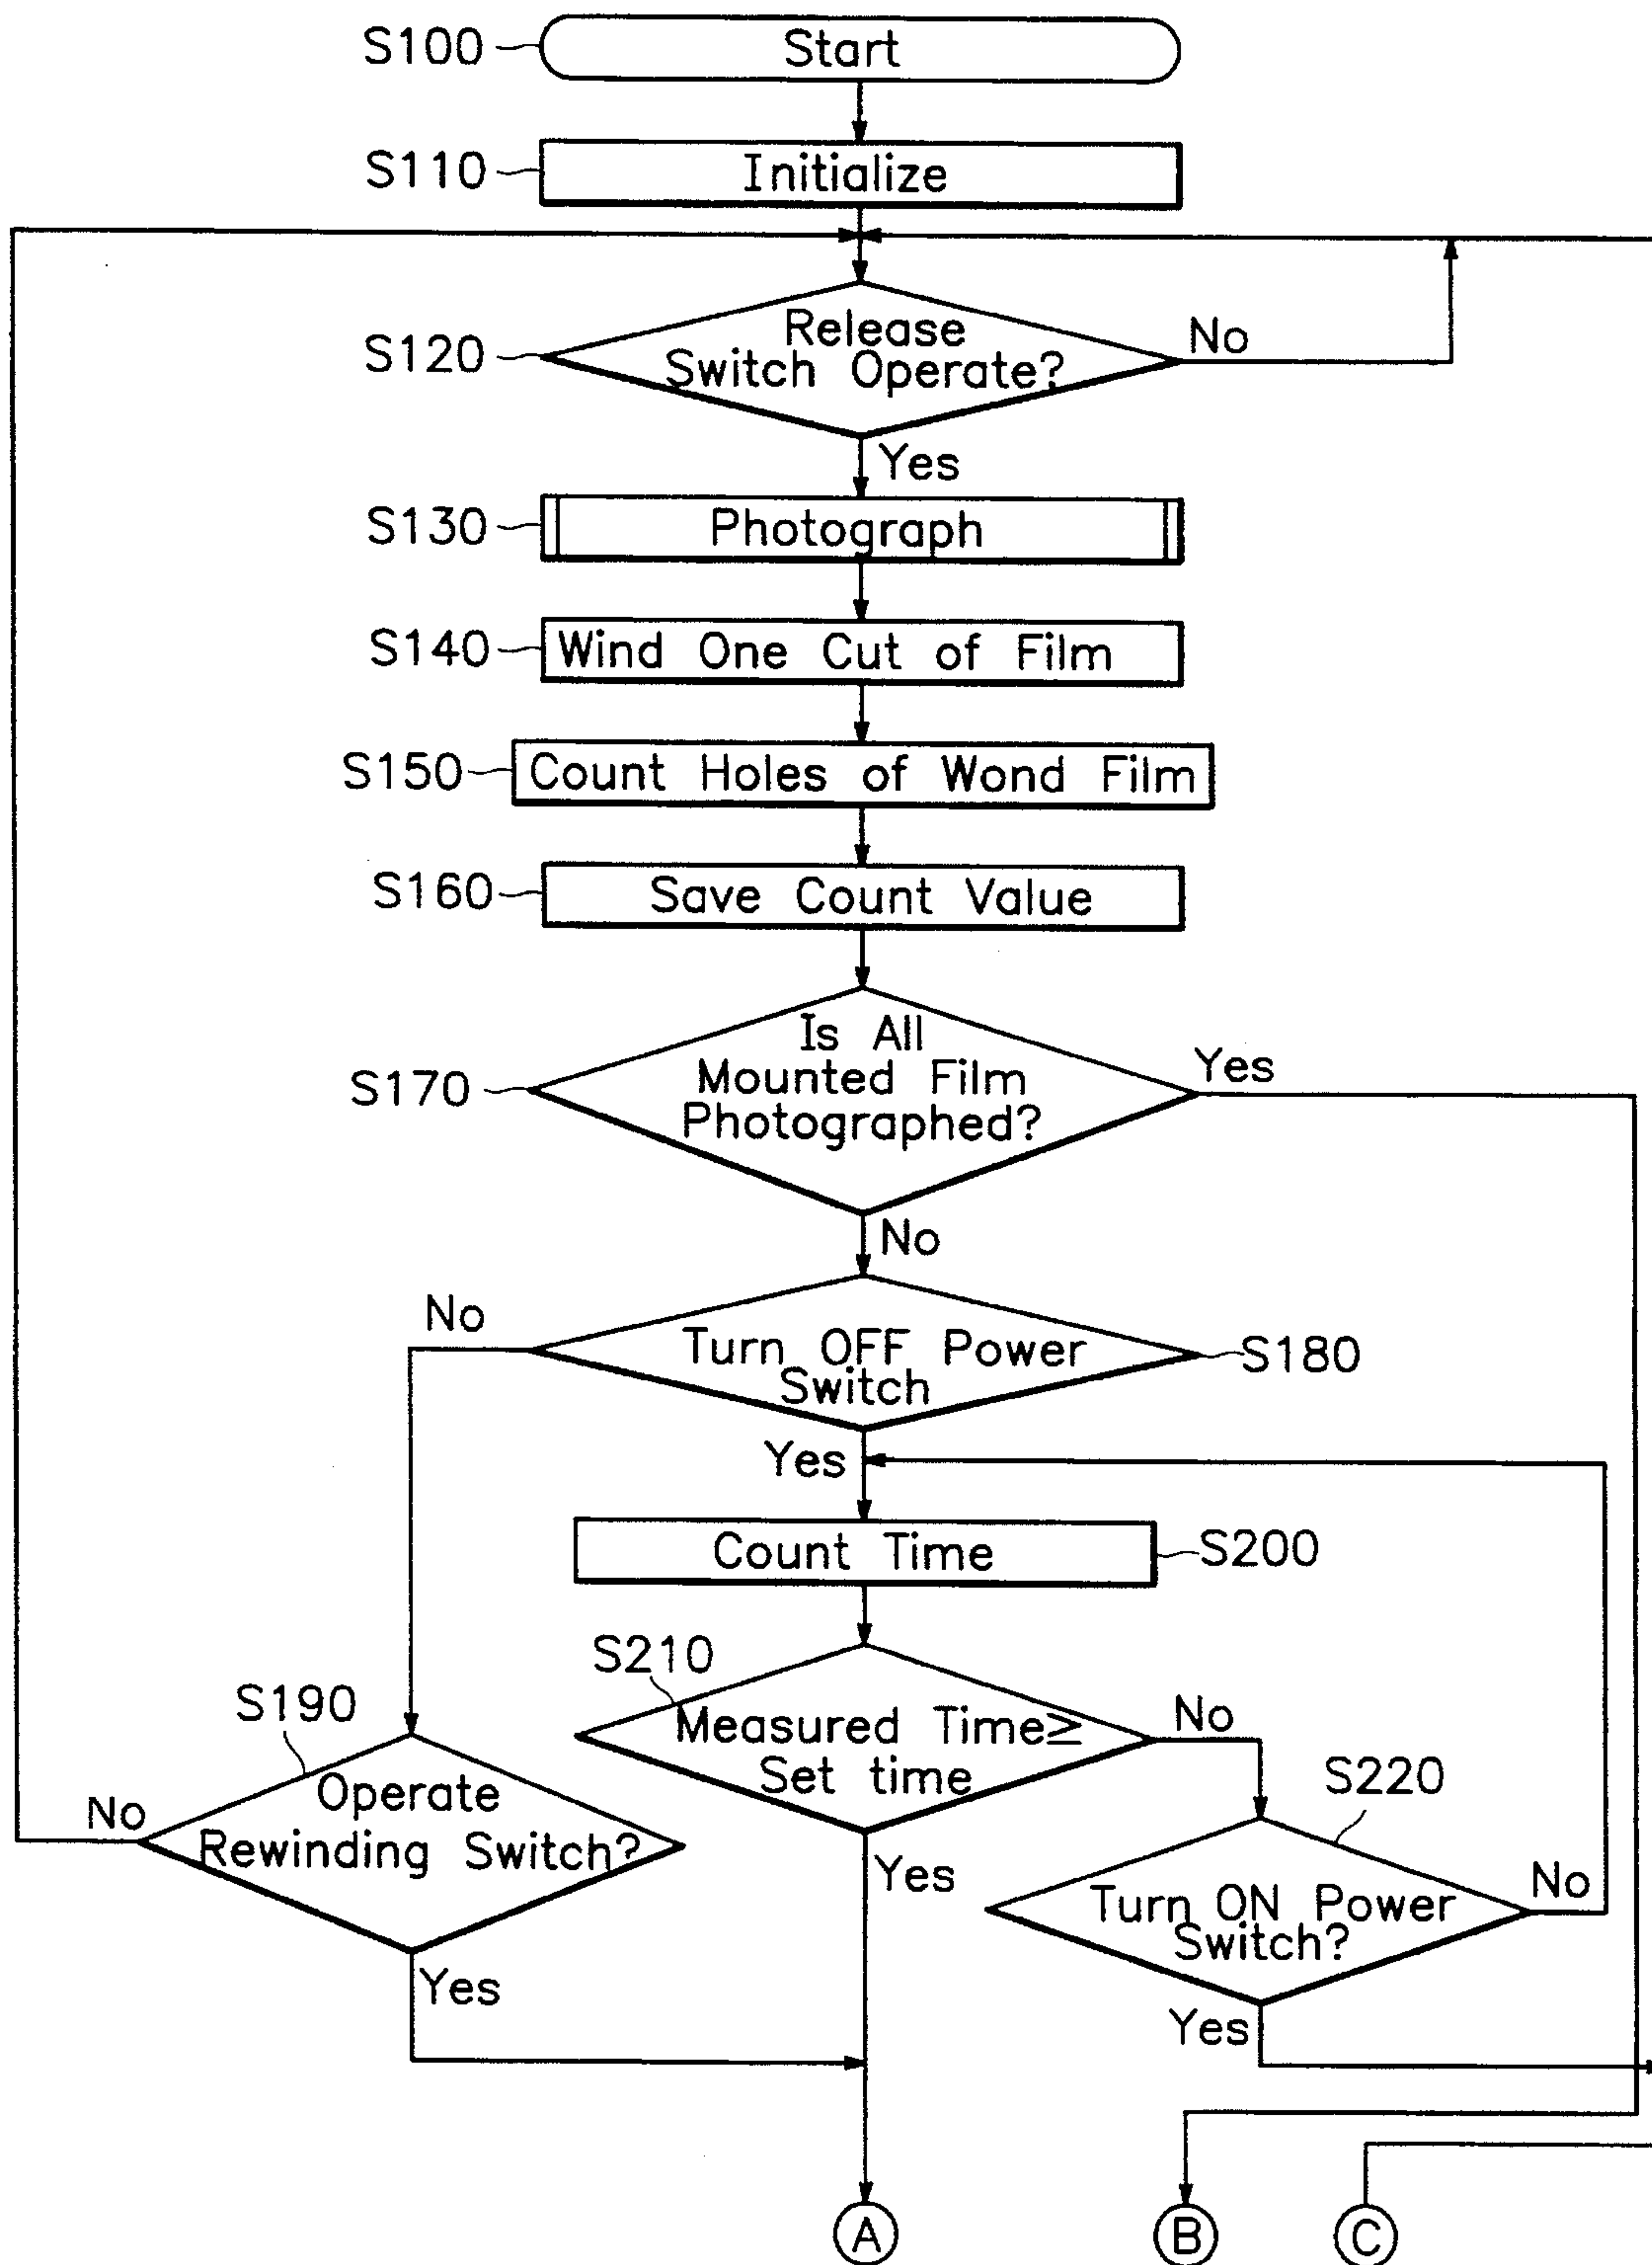 S100 Start
S110 Initialize
S120 Release
Switch Operate?
No
Yes
S130 Photograph
S140 Wind One Cut of Film
S150 Count Holes of Wond Film
S160 Save Count Value
S170 Is All
Mounted Film
Photographed?
Yes
No
No
Turn OFF Power
Switch
S180
Yes
Count Time
S200
S210
Measured Time≥
Set time
No
S190
Operate
Rewinding Switch?
No
Yes
S220
Turn ON Power
Switch?
No
Yes
Yes
A
B
C